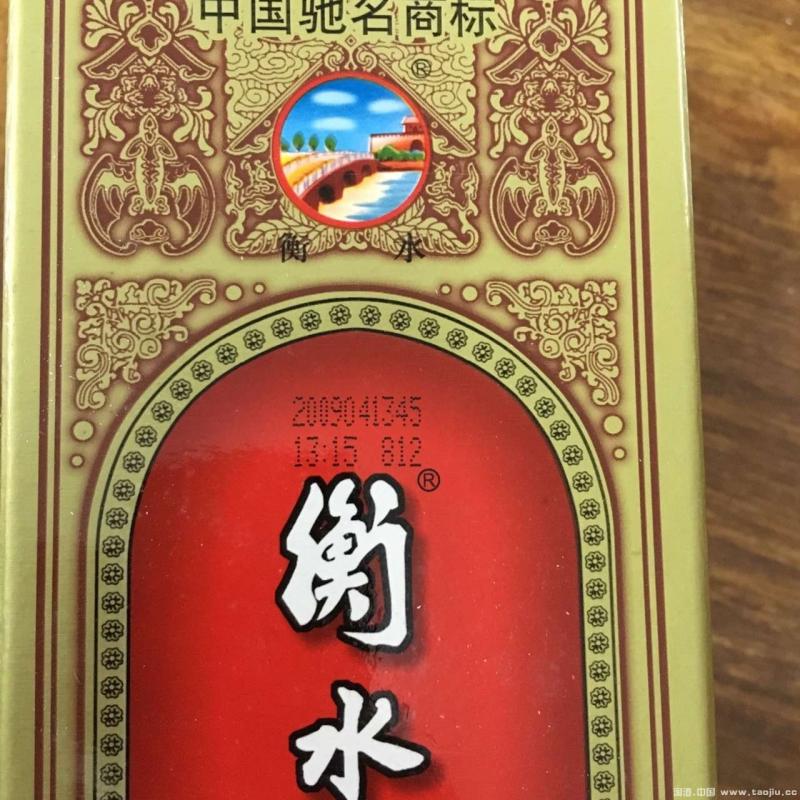 中国驰名商标
®
衡水
2009041345
13:15 812
®
衡
水
国酒.中国 www.taojiu.cc